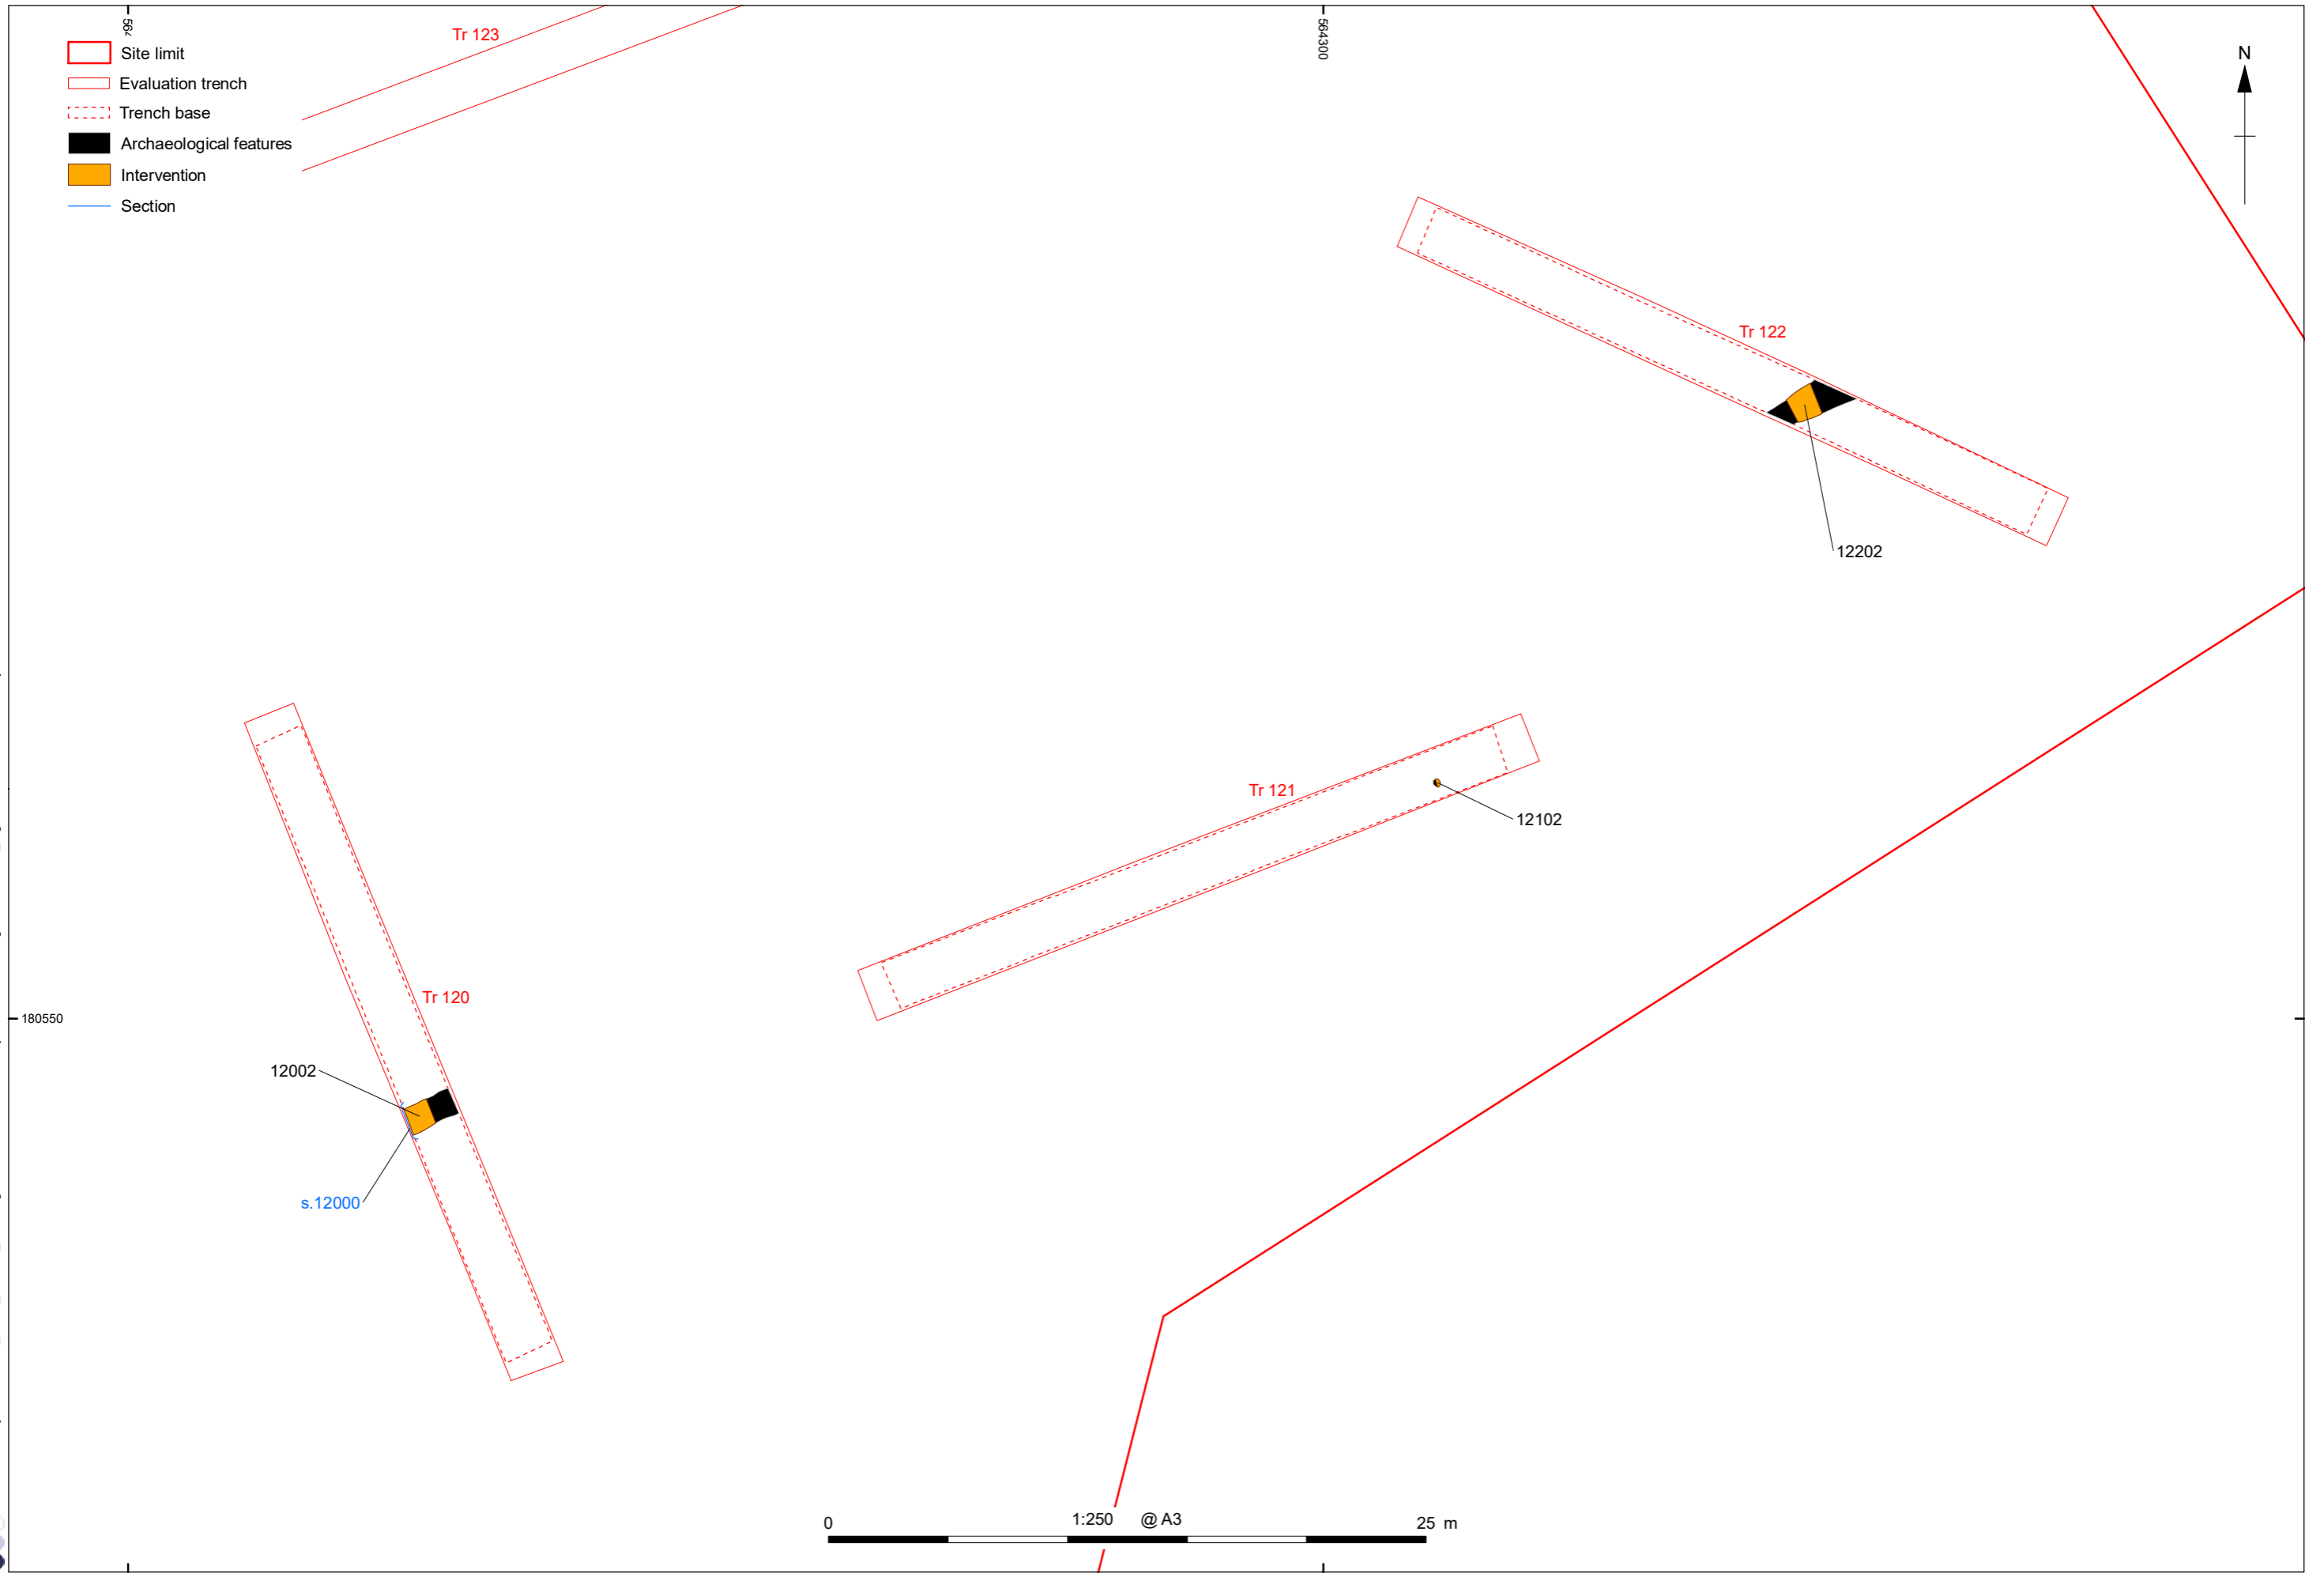 Site limit
Evaluation trench
Trench base
Archaeological features
Intervention
Section
Tr 123
564300
N
Tr 122
12202
Tr 121
12102
Tr 120
180550
12002
s.12000
0 1:250 @ A3 25 m